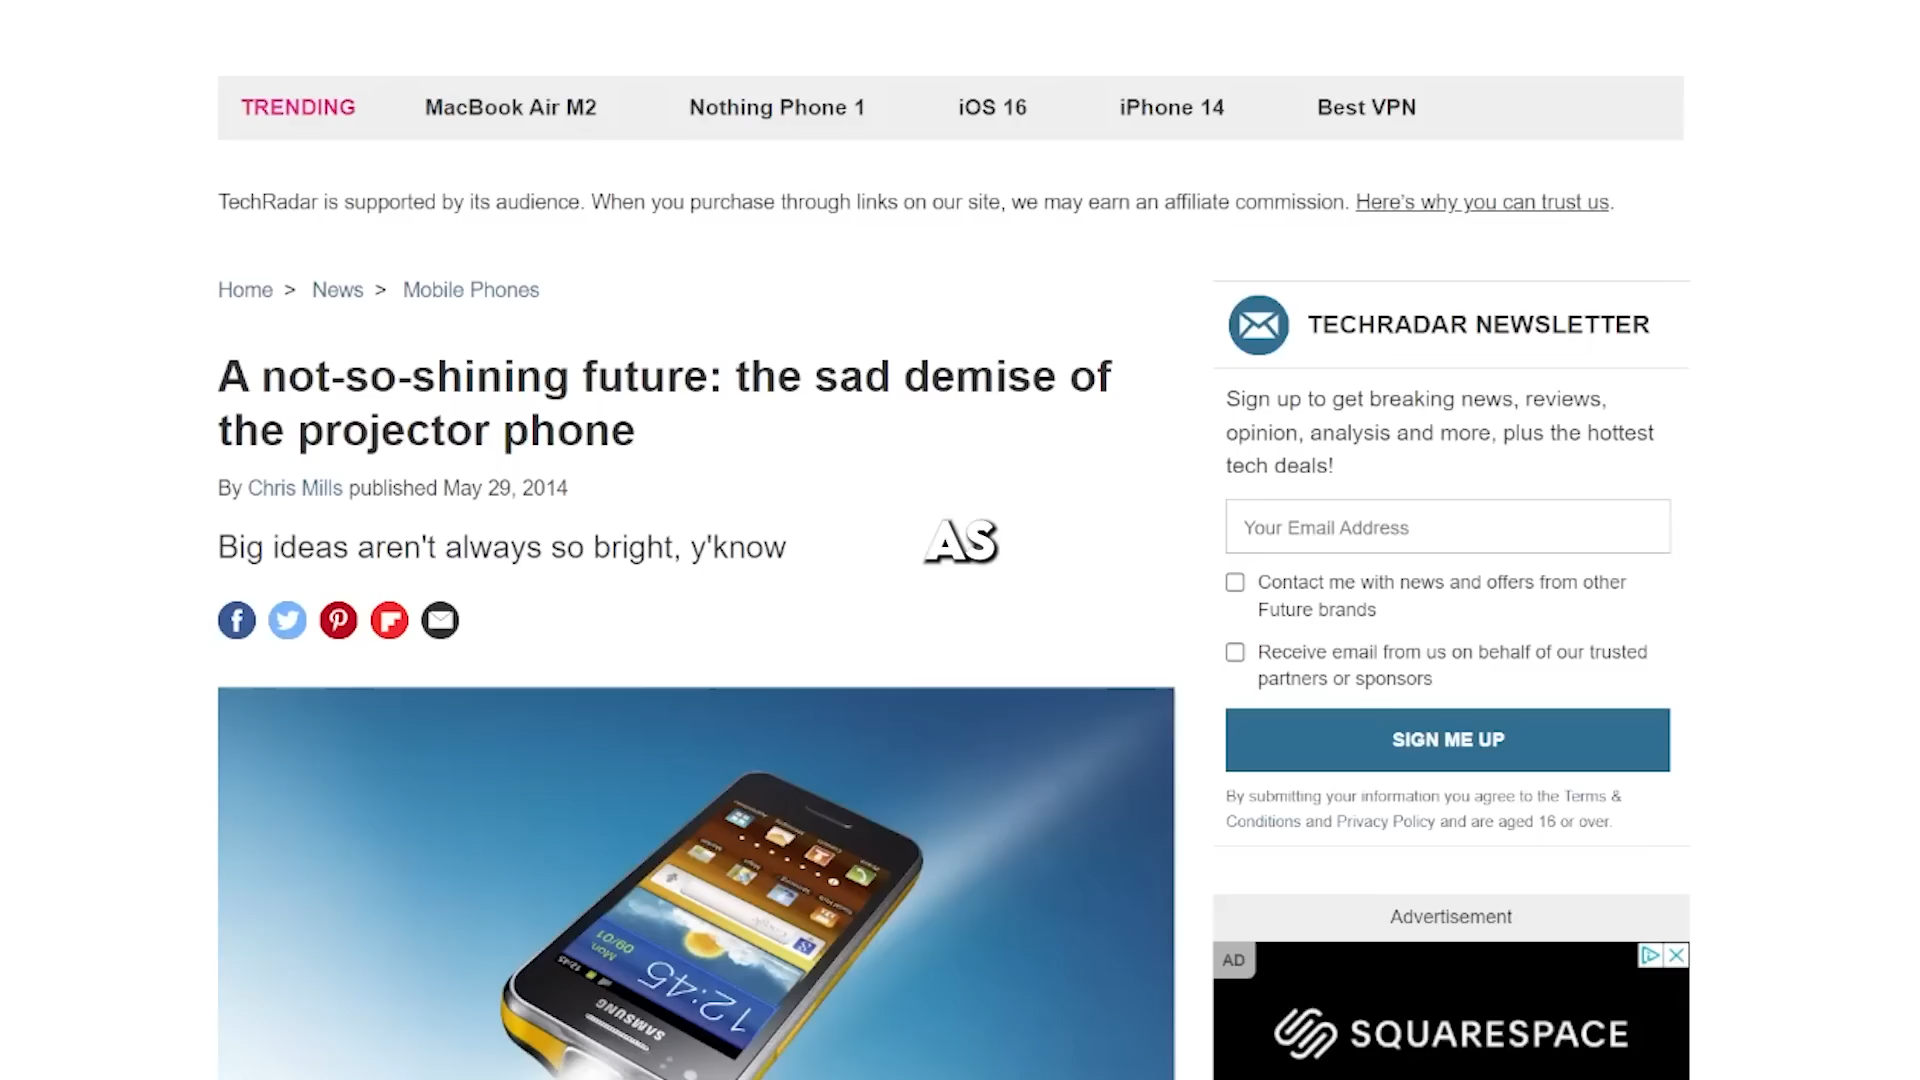 TRENDING MacBook Air M2 Nothing Phone 1 iOS 16 iPhone 14 Best VPN
TechRadar is supported by its audience. When you purchase through links on our site, we may earn an affiliate commission. Here's why you can trust us.
Home > News > Mobile Phones
A not-so-shining future: the sad demise of
the projector phone
By Chris Mills published May 29, 2014
Big ideas aren't always so bright, y'know
AS
12:45
Mon
09/01
12:45
SAMSUNG
TECHRADAR NEWSLETTER
Sign up to get breaking news, reviews,
opinion, analysis and more, plus the hottest
tech deals!
Your Email Address
Contact me with news and offers from other
Future brands
Receive email from us on behalf of our trusted
partners or sponsors
SIGN ME UP
By submitting your information you agree to the Terms &
Conditions and Privacy Policy and are aged 16 or over.
Advertisement
AD
SQUARESPACE